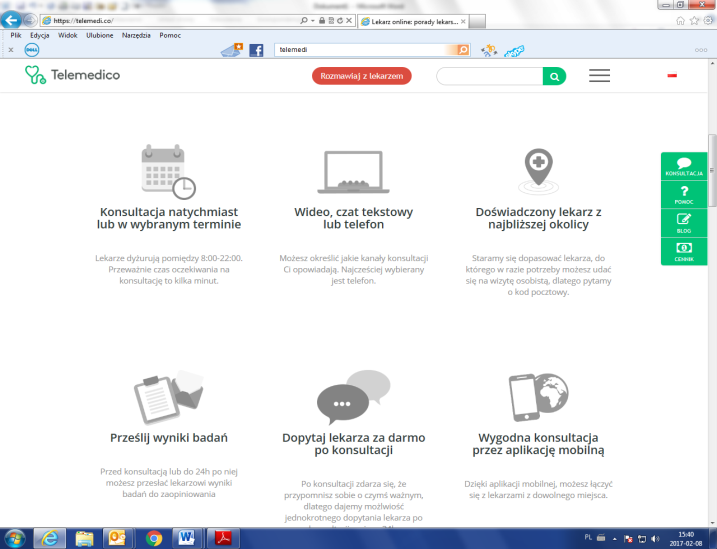 Dokument1 - Microsoft Word
https://telemedi.co/
Lekarz online: porady lekars...
Plik Edycja Widok Ulubione Narzędzia Pomoc
x DELL telemedi
Telemedico
Rozmawiaj z lekarzem
KONSULTACJA
?
POMOC
BLOG
CENNIK
Konsultacja natychmiast
lub w wybranym terminie
Lekarze dyżurują pomiędzy 8:00-22:00.
Przeważnie czas oczekiwania na
konsultację to kilka minut.
Wideo, czat tekstowy
lub telefon
Możesz określić jakie kanały konsultacji
Ci opowiadają. Najcześciej wybierany
jest telefon.
Doświadczony lekarz z
najbliższej okolicy
Staramy się dopasować lekarza, do
którego w razie potrzeby możesz udać
się na wizytę osobistą, dlatego pytamy
o kod pocztowy.
Prześlij wyniki badań
Przed konsultacją lub do 24h po niej
możesz przesłać lekarzowi wyniki
badań do zaopiniowania
Dopytaj lekarza za darmo
po konsultacji
Po konsultacji zdarza się, że
przypomnisz sobie o czymś ważnym,
dlatego dajemy możliwość
jednokrotnego dopytania lekarza po
Wygodna konsultacja
przez aplikację mobilną
Dzięki aplikacji mobilnej, możesz łączyć
się z lekarzami z dowolnego miejsca.
PL
15:40
2017-02-08